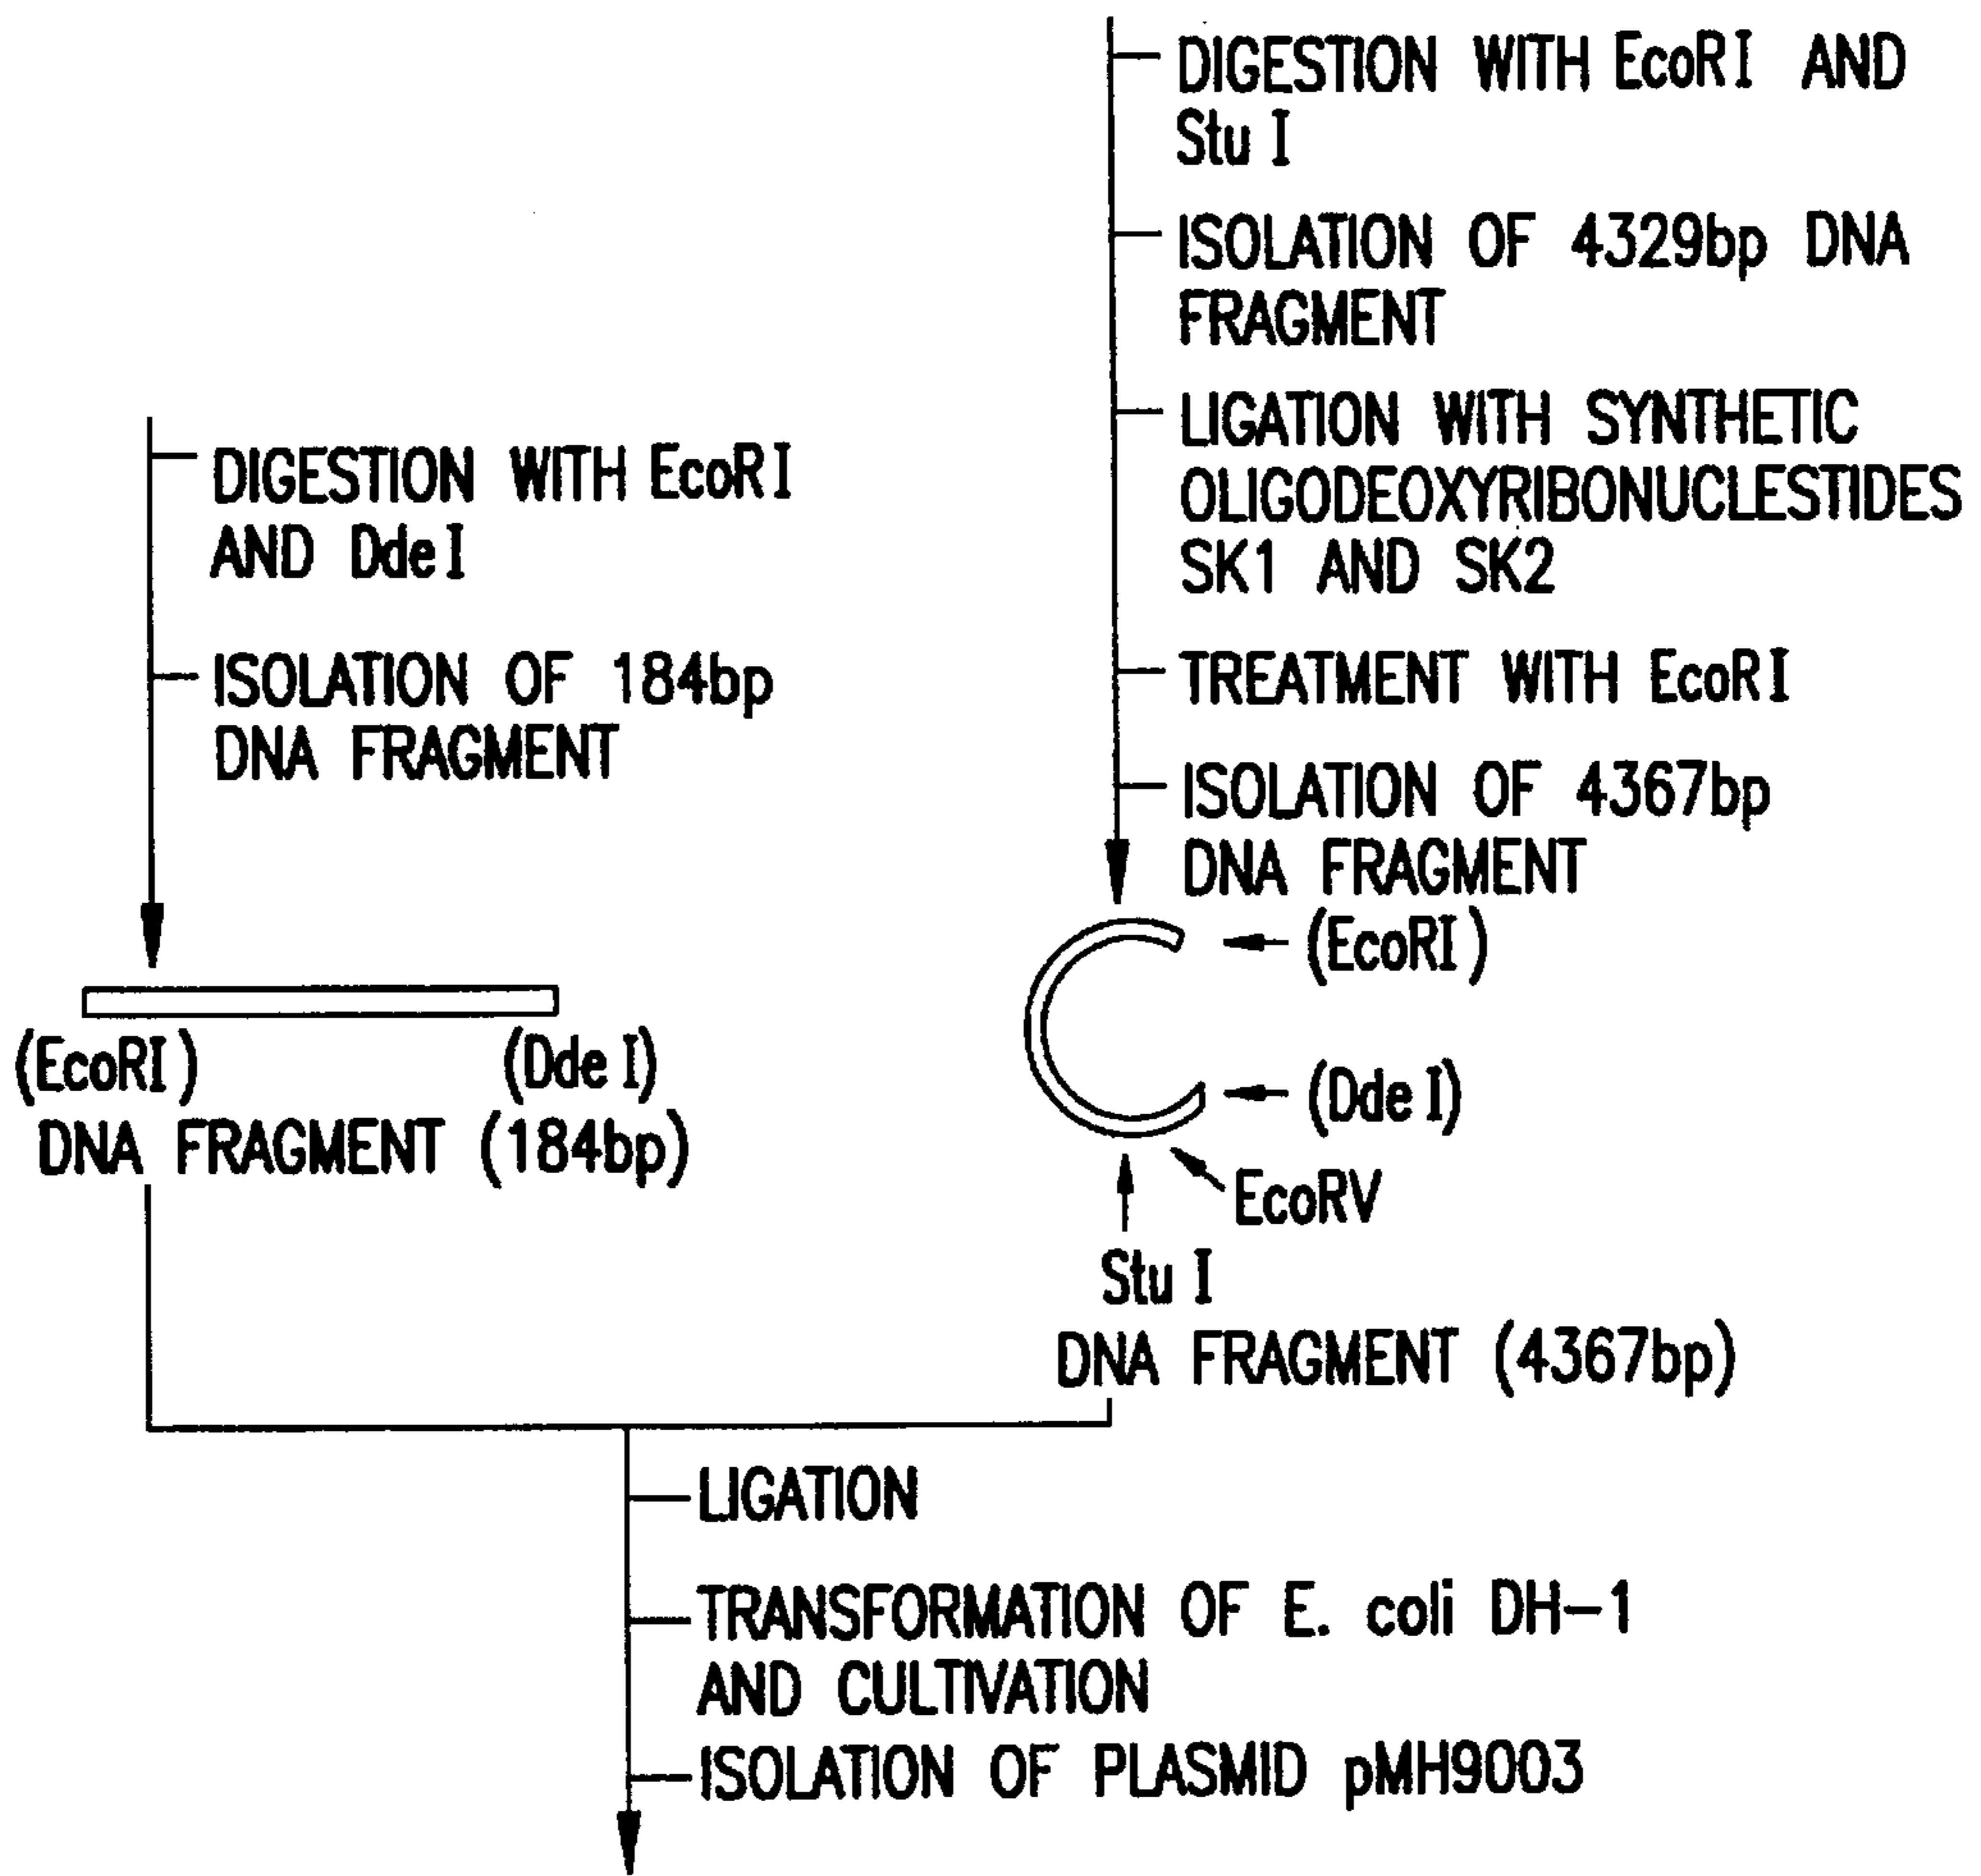 DIGESTION WITH EcoRI AND
Stu I
ISOLATION OF 4329bp DNA
FRAGMENT
LIGATION WITH SYNTHETIC
OLIGODEOXYRIBONUCLESTIDES
SK1 AND SK2
TREATMENT WITH EcoRI
ISOLATION OF 4367bp
DNA FRAGMENT
(EcoRI)
(Dde I)
EcoRV
Stu I
DNA FRAGMENT (4367bp)
DIGESTION WITH EcoRI
AND DdeI
ISOLATION OF 184bp
DNA FRAGMENT
(EcoRI) (Dde I)
DNA FRAGMENT (184bp)
LIGATION
TRANSFORMATION OF E. coli DH-1
AND CULTIVATION
ISOLATION OF PLASMID pMH9003